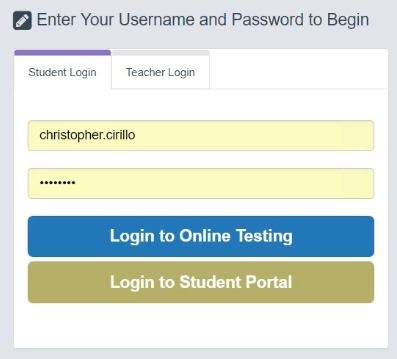 Enter Your Username and Password to Begin
Student Login Teacher Login
christopher.cirillo
••••••••
Login to Online Testing
Login to Student Portal